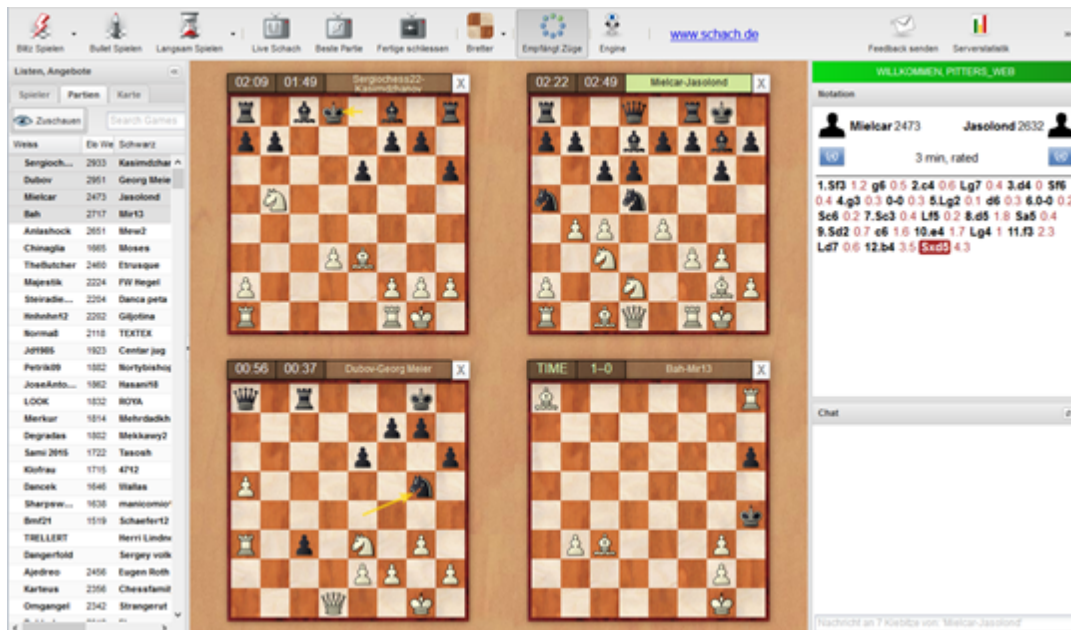 Blitz Spielen
Bullet Spielen
Langsam Spielen
Live Schach
Beste Partie
Fertige schliessen
Bretter
Empfängt Züge
Engine
www.schach.de
Feedback senden
Serverstatistik
Listen, Angebote
Spieler Partien Karte
Zuschauen Search Games
Weiss Elo We Schwarz
Sergioch... 2933 Kasimdzhan
Dubov 2951 Georg Meie
Mielcar 2473 Jasolond
Bah 2717 Mir13
Anlashock 2651 Mew2
Chinaglia 1665 Moses
TheButcher 2460 Etrusque
Majestik 2224 FW Hegel
Steiradie... 2204 Danca peta
Hnhnhn12 2202 Giljotina
Norma8 2118 TEXTEX
Jd1985 1923 Centar jug
Petrik09 1882 Nortybishop
JoseAnto... 1862 Hasani18
LOOK 1832 ROYA
Merkur 1814 Mehrdadkh
Degradas 1802 Mekkawy2
Sami 2015 1722 Tasosh
Klofrau 1715 4712
Dancek 1646 Wallas
Sharpsw... 1638 manicomio
Bmf21 1519 Schaefer12
TRELLERT Herri Lindn
Dangerfold Sergey volk
Ajedreo 2456 Eugen Roth
Karteus 2356 Chessfamil
Omgangel 2342 Strangerut
02:09 01:49 Sergiochess22-
Kasimdzhanov X
02:22 02:49 Mielcar-Jasolond X
00:56 00:37 Dubov-Georg Meier X
TIME 1-0 Bah-Mir13 X
WILLKOMMEN, PITTERS_WEB
Notation
Mielcar 2473 Jasolond 2632
3 min, rated
1.Sf3 1.2 g6 0.5 2.c4 0.6 Lg7 0.4 3.d4 0 Sf6
0.4 4.g3 0.3 0-0 0.3 5.Lg2 0.1 d6 0.3 6.0-0 0.2
Sc6 0.2 7.Sc3 0.4 Lf5 0.2 8.d5 1.8 Sa5 0.4
9.Sd2 0.7 c6 1.6 10.e4 1.7 Lg4 1 11.f3 2.3
Ld7 0.6 12.b4 3.5 Sxd5 4.3
Chat
Nachricht an 7 Kiebitze von: 'Mielcar-Jasolond'